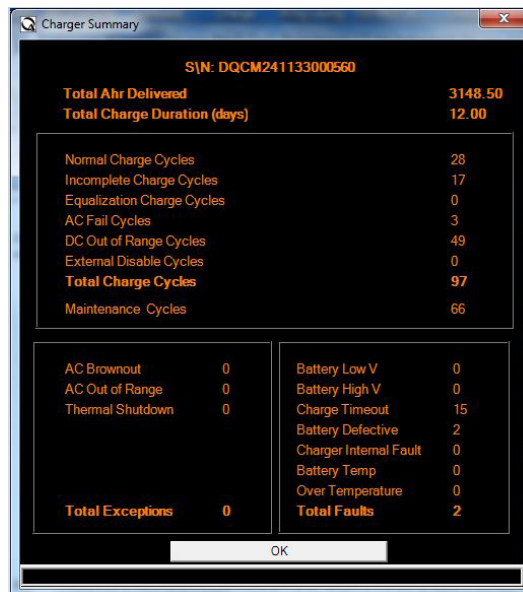 Charger Summary
S\N: DQCM241133000560
Total Ahr Delivered 3148.50
Total Charge Duration (days) 12.00
Normal Charge Cycles 28
Incomplete Charge Cycles 17
Equalization Charge Cycles 0
AC Fail Cycles 3
DC Out of Range Cycles 49
External Disable Cycles 0
Total Charge Cycles 97
Maintenance Cycles 66
AC Brownout 0
AC Out of Range 0
Thermal Shutdown 0
Total Exceptions 0
Battery Low V 0
Battery High V 0
Charge Timeout 15
Battery Defective 2
Charger Internal Fault 0
Battery Temp 0
Over Temperature 0
Total Faults 2
OK